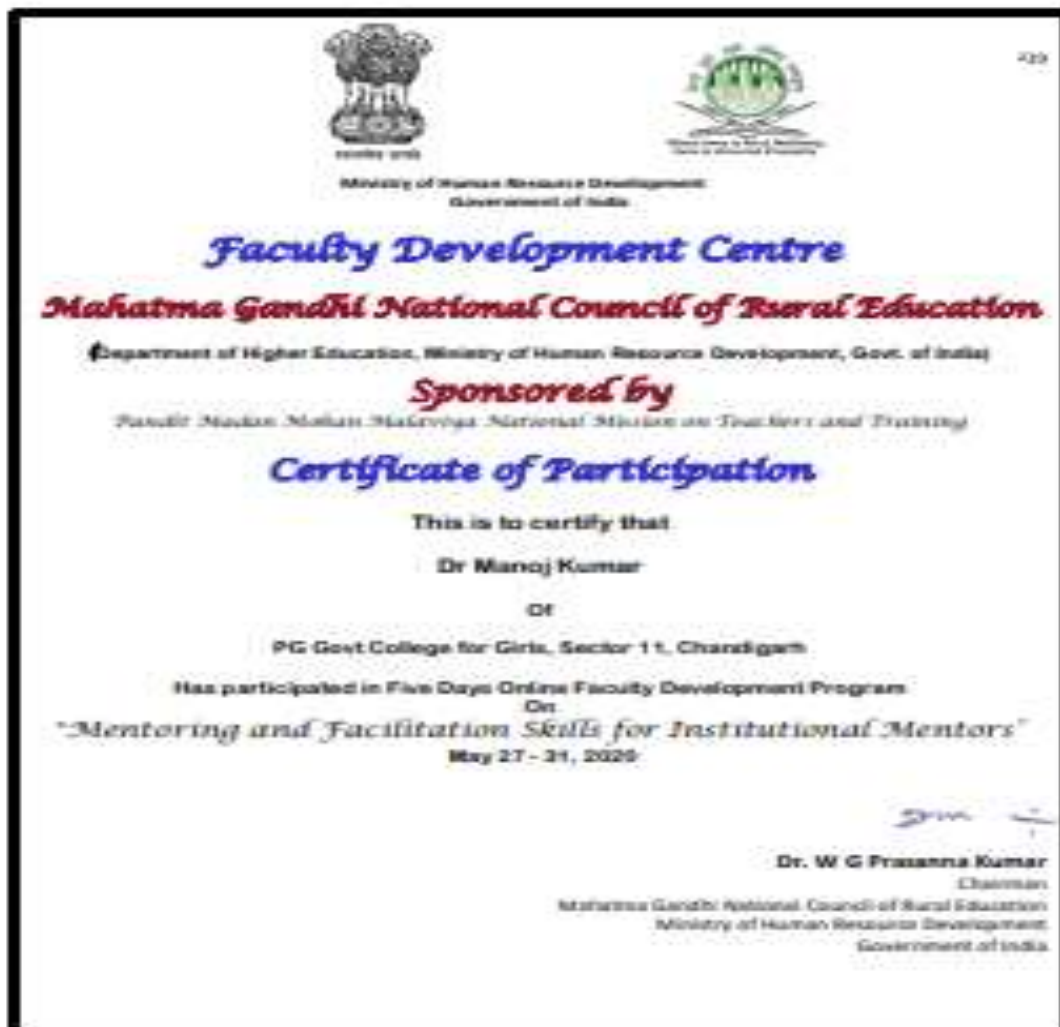 Ministry of Human Resource Development
Government of India
Faculty Development Centre
Mahatma Gandhi National Council of Rural Education
(Department of Higher Education, Ministry of Human Resource Development, Govt. of India)
Sponsored by
Pandit Madan Mohan Malaviya National Mission on Teachers and Training
Certificate of Participation
This is to certify that
Dr Manoj Kumar
Of
PG Govt College for Girls, Sector 11, Chandigarh
Has participated in Five Days Online Faculty Development Program
On
"Mentoring and Facilitation Skills for Institutional Mentors"
May 27 - 31, 2020
Dr. W G Prasanna Kumar
Chairman
Mahatma Gandhi National Council of Rural Education
Ministry of Human Resource Development
Government of India